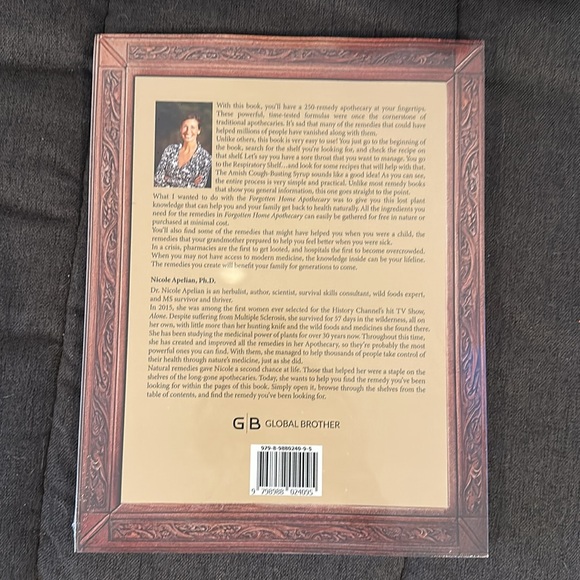 With this book, you'll have a 250-remedy apothecary at your fingertips.
These powerful, time-tested formulas were once the cornerstone of
traditional apothecaries. It's sad that many of the remedies that could have
helped millions of people have vanished along with them.
Unlike others, this book is very easy to use! You just go to the beginning of
the book, search for the shelf you're looking for, and check the recipe on
that shelf. Let's say you have a sore throat that you want to manage. You go
to the Respiratory Shelf...and look for some recipes that will help with that.
The Amish Cough-Busting Syrup sounds like a good idea! As you can see,
the entire process is very simple and practical. Unlike most remedy books
that show you general information, this one goes straight to the point.
What I wanted to do with the Forgotten Home Apothecary was to give you this lost plant
knowledge that can help you and your family get back to health naturally. All the ingredients you
need for the remedies in Forgotten Home Apothecary can easily be gathered for free in nature or
purchased at minimal cost.
You'll also find some of the remedies that might have helped you when you were a child, the
remedies that your grandmother prepared to help you feel better when you were sick.
In a crisis, pharmacies are the first to get looted, and hospitals the first to become overcrowded.
When you may not have access to modern medicine, the knowledge inside can be your lifeline.
The remedies you create will benefit your family for generations to come.
Nicole Apelian, Ph.D.
Dr. Nicole Apelian is an herbalist, author, scientist, survival skills consultant, wild foods expert,
and MS survivor and thriver.
In 2015, she was among the first women ever selected for the History Channel's hit TV Show,
Alone. Despite suffering from Multiple Sclerosis, she survived for 57 days in the wilderness, all on
her own, with little more than her hunting knife and the wild foods and medicines she found there.
She has been studying the medicinal power of plants for over 30 years now. Throughout this time,
she has created and improved all the remedies in her Apothecary, so they're probably the most
powerful ones you can find. With them, she managed to help thousands of people take control of
their health through nature's medicine, just as she did.
Natural remedies gave Nicole a second chance at life. Those that helped her were a staple on the
shelves of the long-gone apothecaries. Today, she wants to help you find the remedy you've been
looking for within the pages of this book. Simply open it, browse through the shelves from the
table of contents, and find the remedy you've been looking for.
G|B GLOBAL BROTHER
979-8-9880240-9-5
9 798988 024095